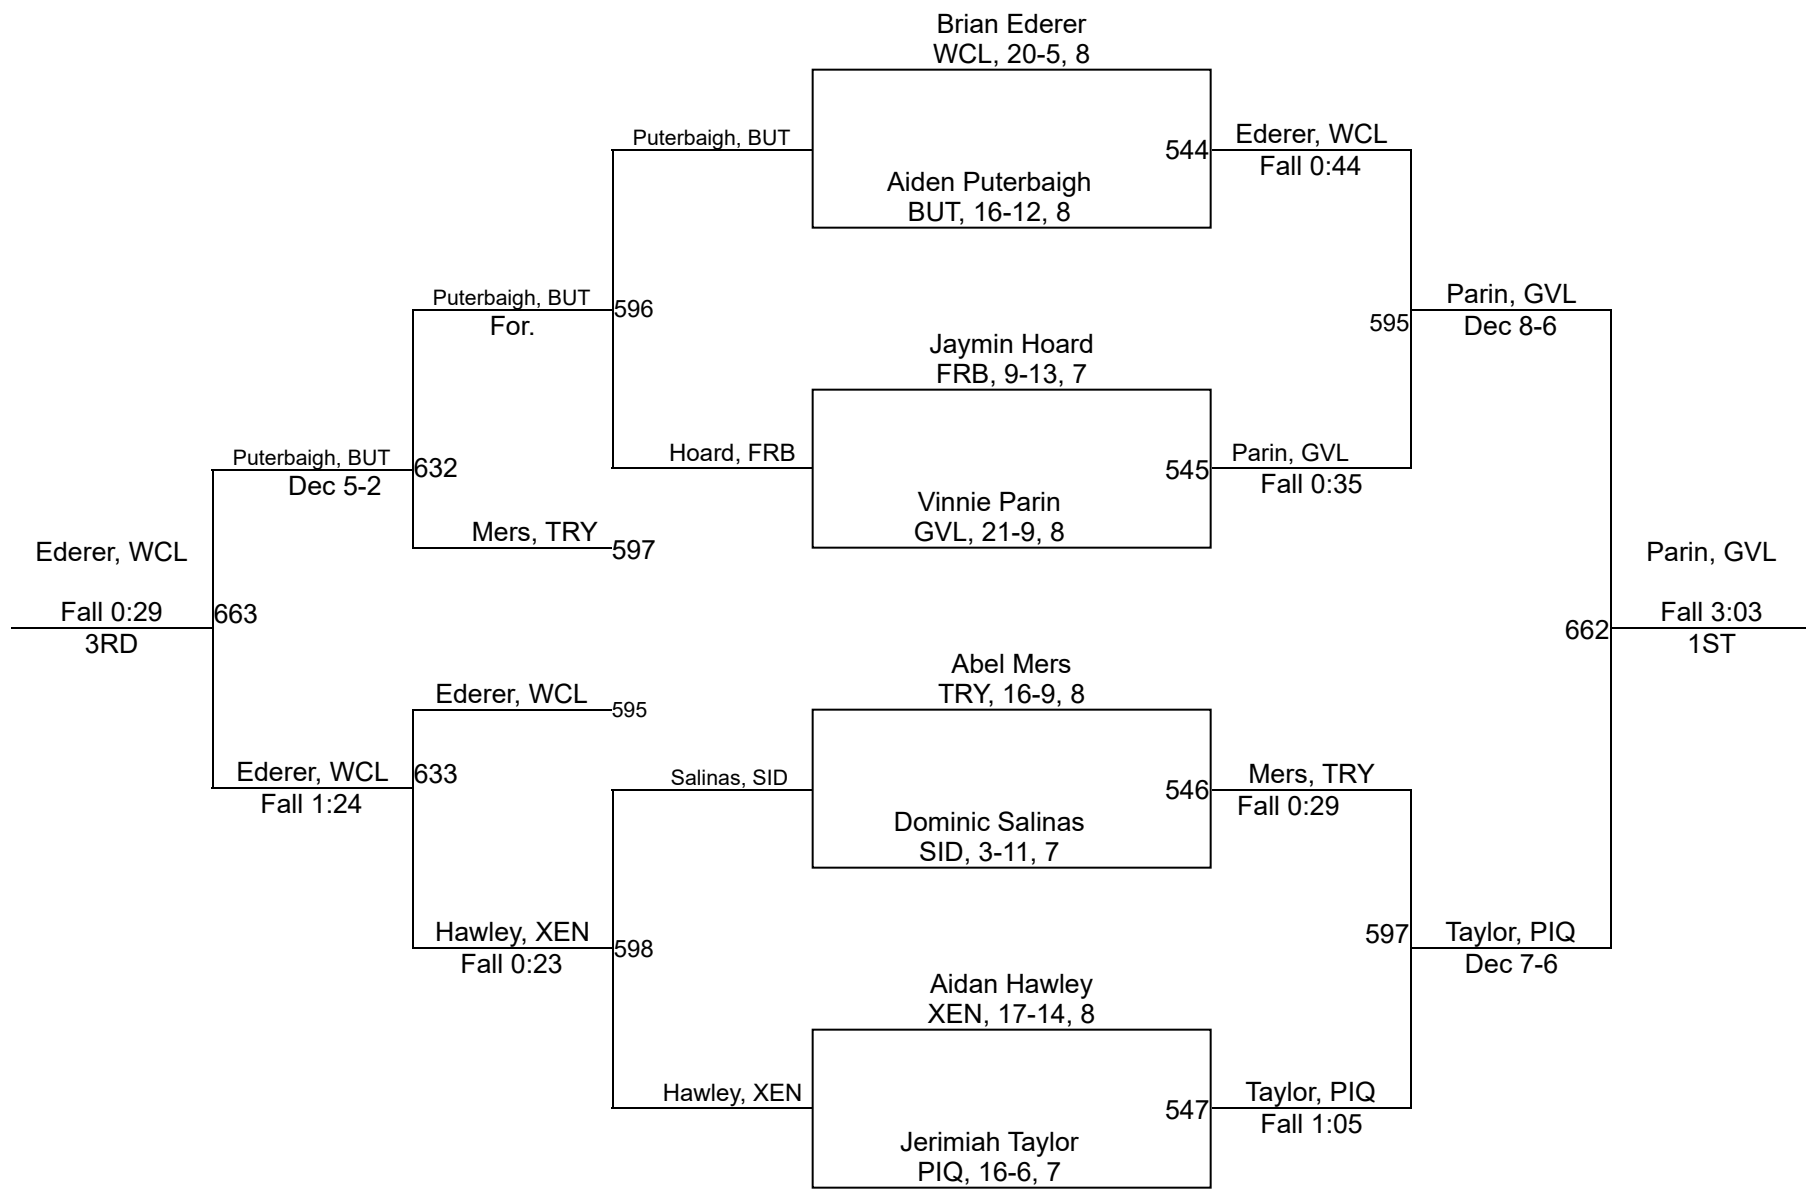 Brian Ederer
WCL, 20-5, 8
Puterbaigh, BUT
544
Ederer, WCL
Fall 0:44
Aiden Puterbaigh
BUT, 16-12, 8
Puterbaigh, BUT
For.
596
595
Parin, GVL
Dec 8-6
Jaymin Hoard
FRB, 9-13, 7
Hoard, FRB
545
Parin, GVL
Fall 0:35
Puterbaigh, BUT
Dec 5-2
632
Vinnie Parin
GVL, 21-9, 8
Mers, TRY
597
Ederer, WCL
Fall 0:29
3RD
663
662
Parin, GVL
Fall 3:03
1ST
Abel Mers
TRY, 16-9, 8
Ederer, WCL
595
Ederer, WCL
Fall 1:24
633
Salinas, SID
546
Mers, TRY
Fall 0:29
Dominic Salinas
SID, 3-11, 7
Hawley, XEN
Fall 0:23
598
597
Taylor, PIQ
Dec 7-6
Aidan Hawley
XEN, 17-14, 8
Hawley, XEN
547
Taylor, PIQ
Fall 1:05
Jerimiah Taylor
PIQ, 16-6, 7